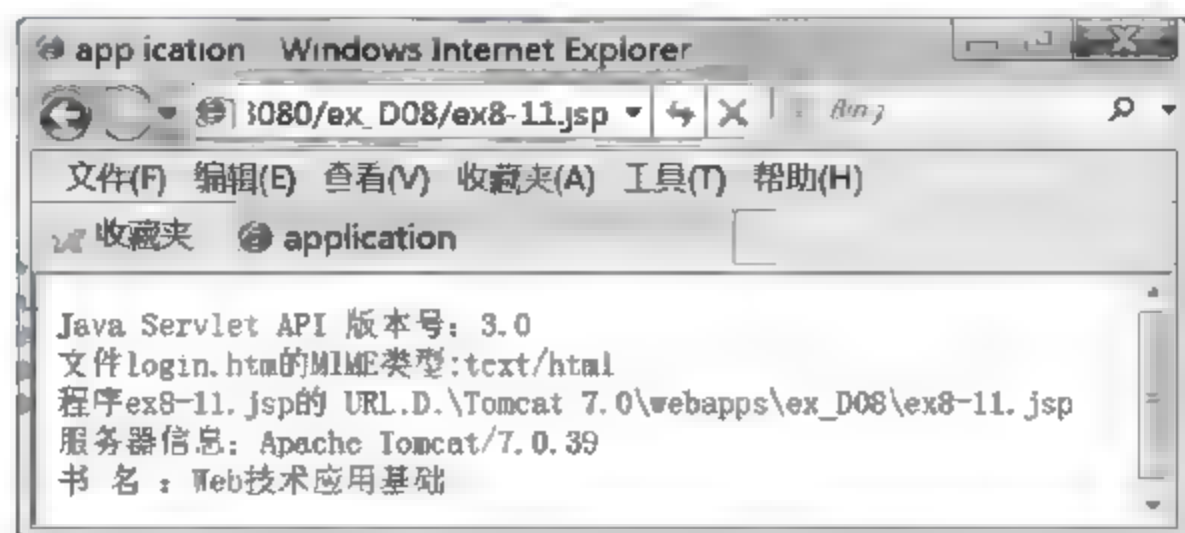 app ication Windows Internet Explorer
8080/ex_D08/ex8-11.jsp Bing
文件(F) 编辑(E) 查看(V) 收藏夹(A) 工具(T) 帮助(H)
收藏夹 application
Java Servlet API 版本号: 3.0
文件login.htm的MIME类型:text/html
程序ex8-11.jsp的 URL.D.\Tomcat 7.0\webapps\ex_D08\ex8-11.jsp
服务器信息: Apache Tomcat/7.0.39
书 名 : Web技术应用基础